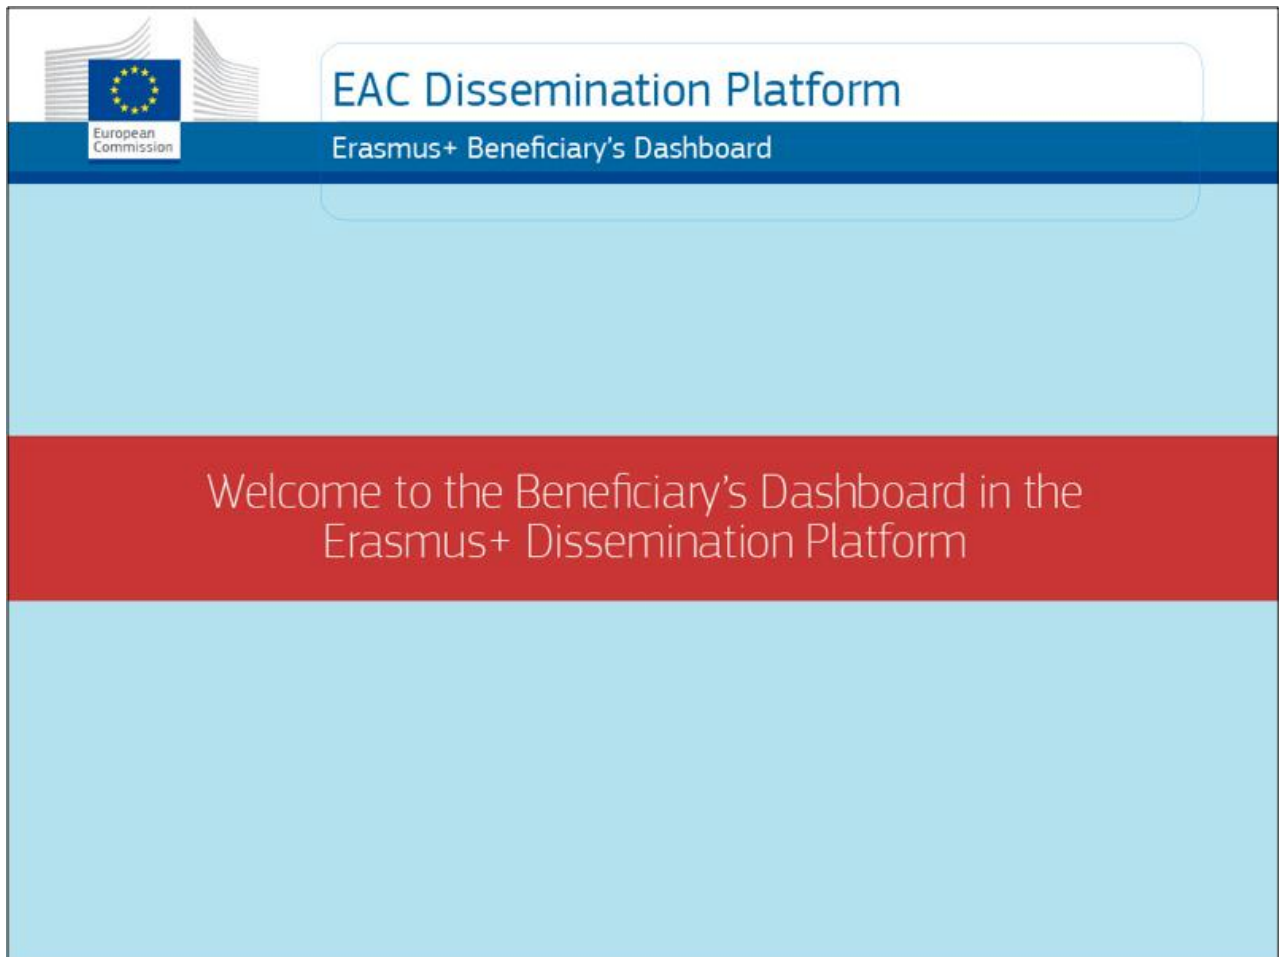 European
Commission
EAC Dissemination Platform
Erasmus+ Beneficiary's Dashboard
Welcome to the Beneficiary's Dashboard in the
Erasmus+ Dissemination Platform